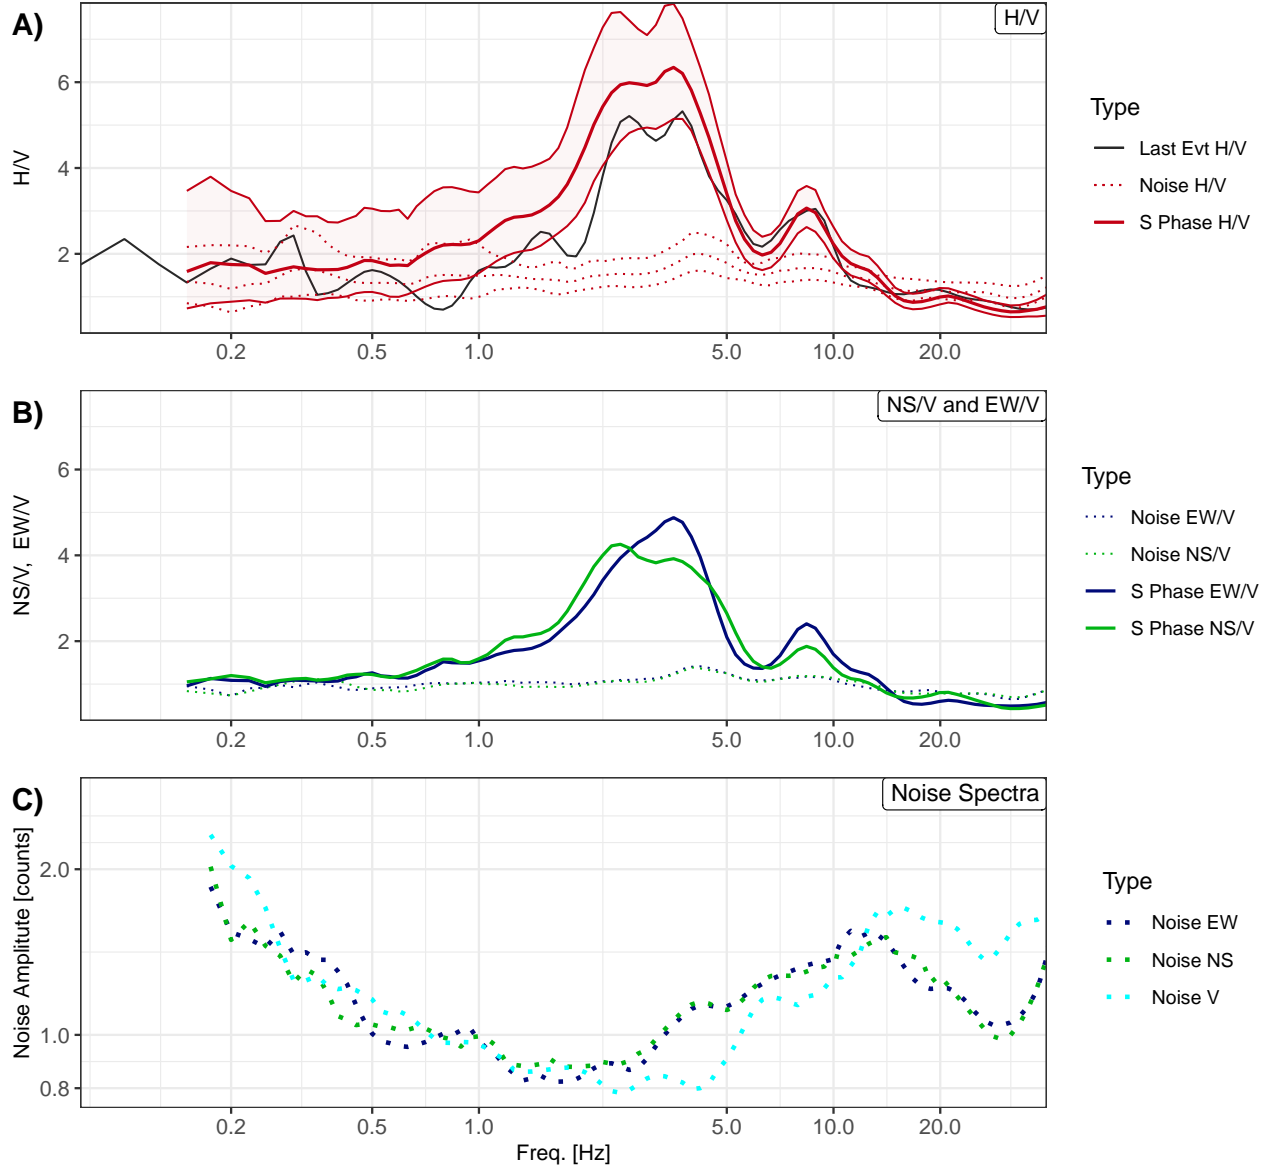 A)
H/V
6
4
2
H/V
0.2 0.5 1.0 5.0 10.0 20.0
Type
Last Evt H/V
Noise H/V
S Phase H/V
B)
NS/V and EW/V
6
4
2
NS/V, EW/V
0.2 0.5 1.0 5.0 10.0 20.0
Type
Noise EW/V
Noise NS/V
S Phase EW/V
S Phase NS/V
C)
Noise Spectra
2.0
1.0
0.8
Noise Amplitute [counts]
0.2 0.5 1.0 5.0 10.0 20.0
Freq. [Hz]
Type
Noise EW
Noise NS
Noise V